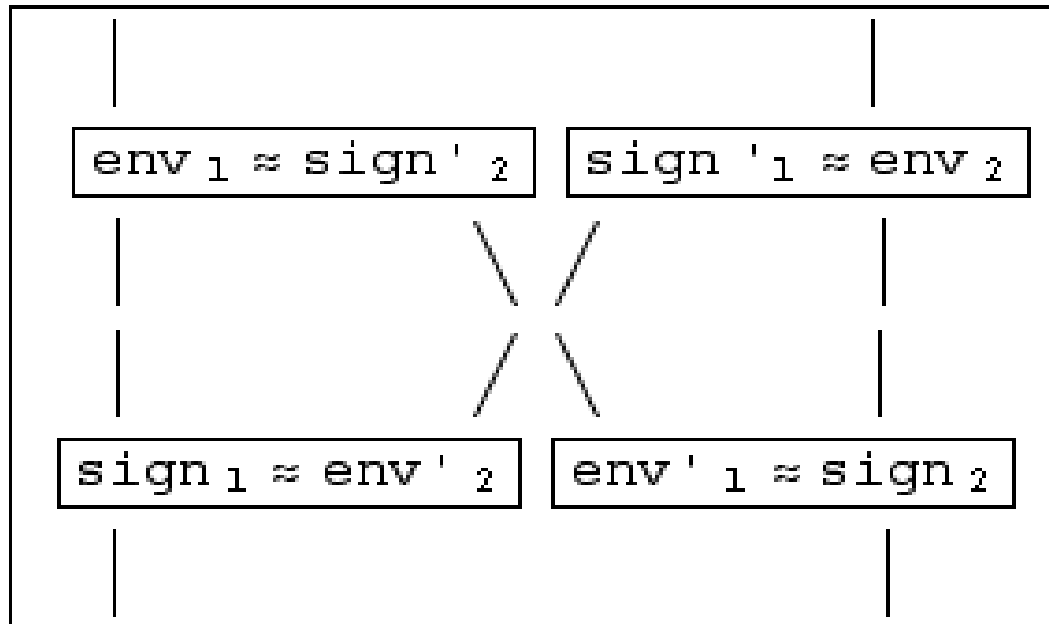 env₁ ≈ sign'₂ sign '₁ ≈ env₂
sign₁ ≈ env'₂ env'₁ ≈ sign₂